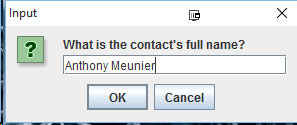 Input
What is the contact's full name?
Anthony Meunier
OK Cancel